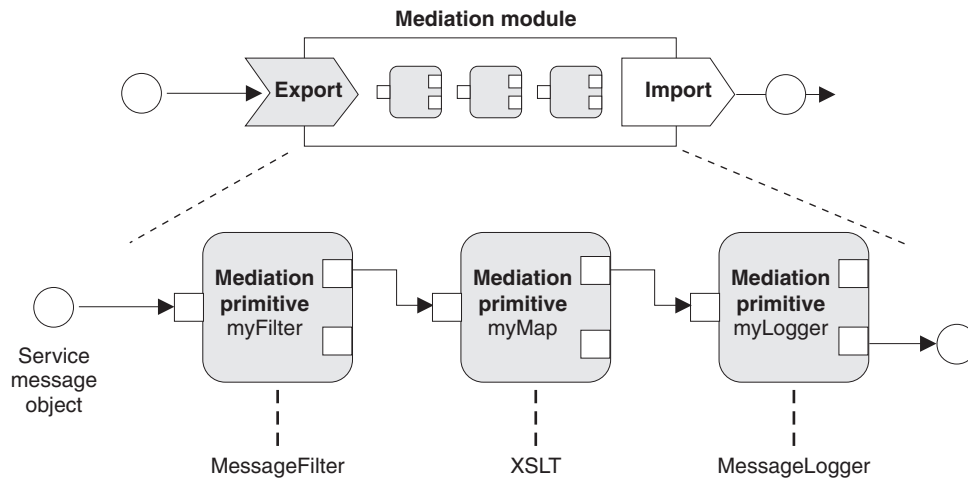 Mediation module
Export
Import
Mediation
primitive
myFilter
Mediation
primitive
myMap
Mediation
primitive
myLogger
Service
message
object
MessageFilter
XSLT
MessageLogger